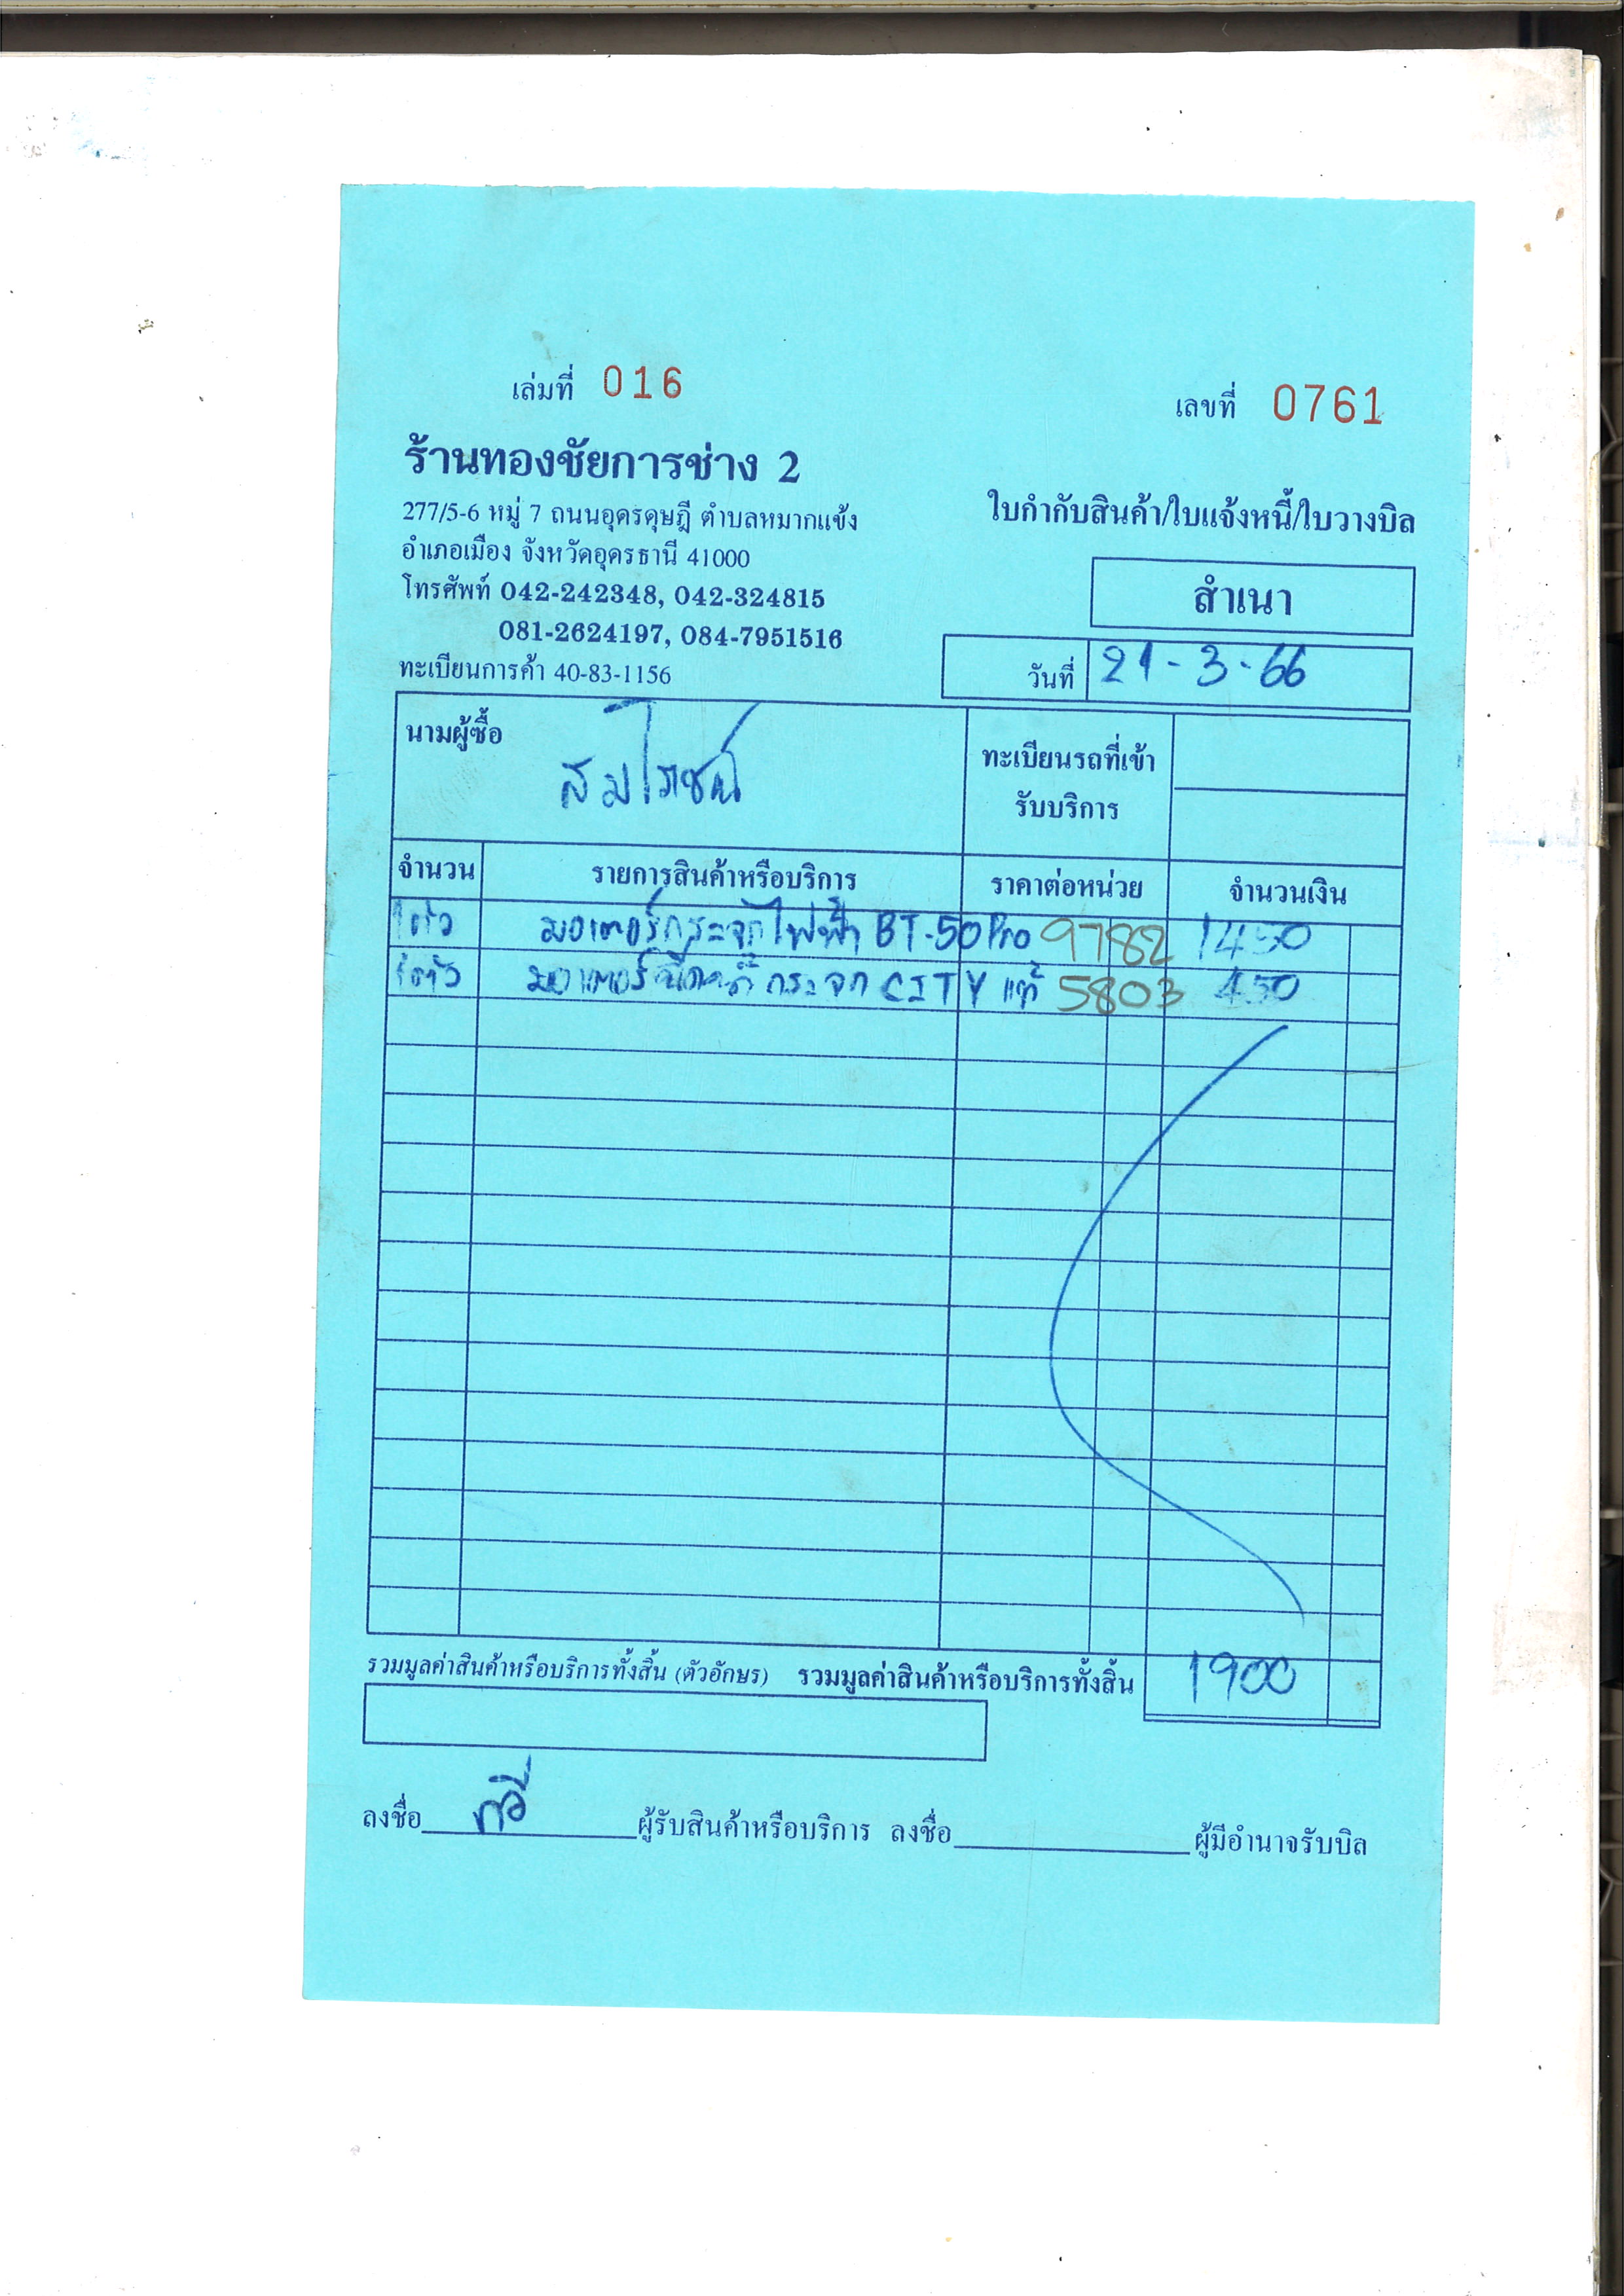 เล่มที่ 016
เลขที่ 0761
ร้านทองชัยการช่าง 2
277/5-6 หมู่ 7 ถนนอุดรดุษฎี ตำบลหมากแข้ง
อำเภอเมือง จังหวัดอุดรธานี 41000
โทรศัพท์ 042-242348, 042-324815
081-2624197, 084-7951516
ทะเบียนการค้า 40-83-1156
ใบกำกับสินค้า/ใบแจ้งหนี้/ใบวางบิล
สำเนา
วันที่ 21-3-66
นามผู้ซื้อ
ทะเบียนรถที่เข้า
รับบริการ
จำนวน รายการสินค้าหรือบริการ ราคาต่อหน่วย จำนวนเงิน
1 ตัว มอเตอร์กระจกไฟฟ้า BT-50 Pro 9782 1450
1 ตัว มอเตอร์ กระจก CITY แท้ 5803 450
รวมมูลค่าสินค้าหรือบริการทั้งสิ้น (ตัวอักษร) รวมมูลค่าสินค้าหรือบริการทั้งสิ้น 1900
ลงชื่อ ผู้รับสินค้าหรือบริการ ลงชื่อ ผู้มีอำนาจรับบิล